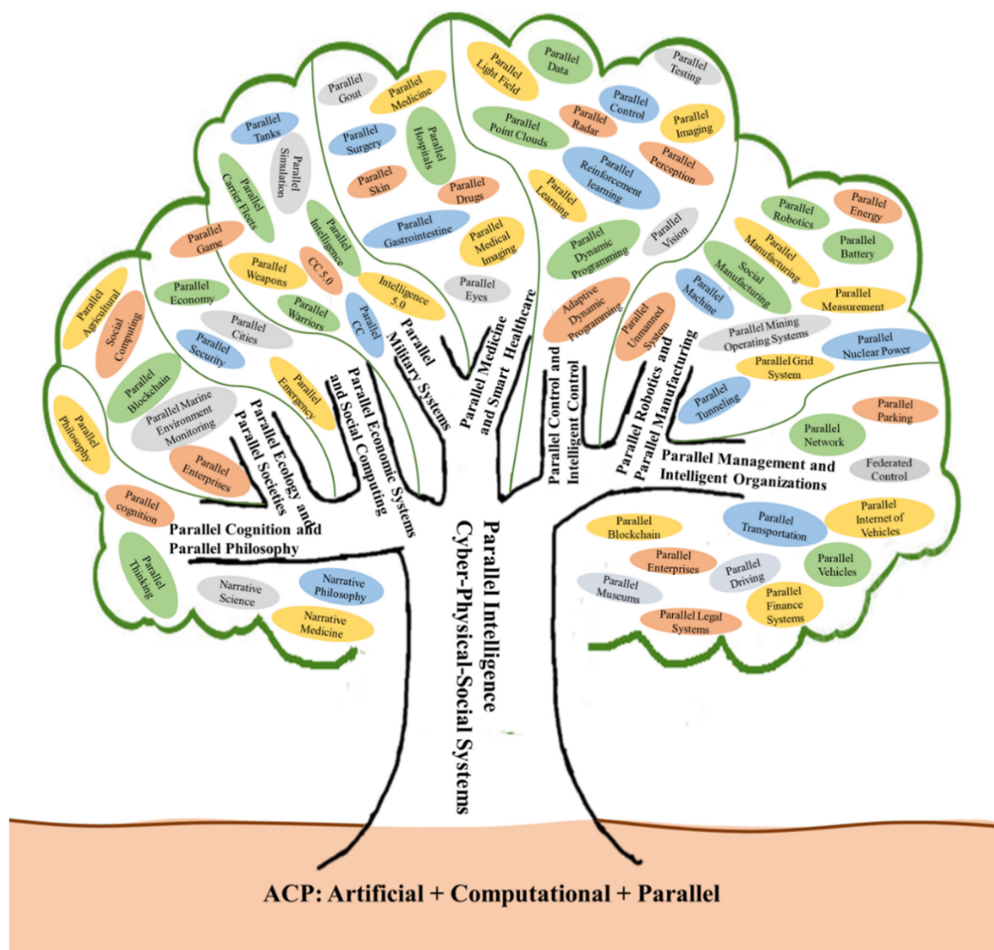 Parallel
Gout
Parallel
Medicine
Parallel
Tanks
Parallel
Simulation
Parallel
Surgery
Parallel
Hospitals
Parallel
Carrier Fleets
Parallel
Skin
Parallel
Drugs
Parallel
Intelligence
Parallel
Game
Parallel
Gastrointestine
Parallel
Medical
Imaging
Parallel
Weapons
CC 5.0
Intelligence
5.0
Parallel
Eyes
Parallel
Warriors
Parallel
CC
Parallel
Light Field
Parallel
Data
Parallel
Testing
Parallel
Control
Parallel
Radar
Parallel
Imaging
Parallel
Point Clouds
Parallel
Perception
Parallel
Reinforcement
learning
Parallel
Learning
Parallel
Vision
Parallel
Dynamic
Programming
Adaptive
Dynamic
Programming
Parallel
Unmanned
System
Parallel
Robotics
Parallel
Energy
Parallel
Manufacturing
Parallel
Battery
Social
Manufacturing
Parallel
Machine
Parallel
Measurement
Parallel Mining
Operating Systems
Parallel
Nuclear Power
Parallel Grid
System
Parallel
Tunneling
Parallel
Agricultural
Social
Computing
Parallel
Economy
Parallel
Cities
Parallel
Security
Parallel
Emergency
Parallel
Blockchain
Parallel Marine
Environment
Monitoring
Parallel
Enterprises
Parallel
Philosophy
Parallel
cognition
Parallel
Thinking
Narrative
Science
Narrative
Philosophy
Narrative
Medicine
Parallel
Parking
Parallel
Network
Federated
Control
Parallel
Blockchain
Parallel
Transportation
Parallel
Internet of
Vehicles
Parallel
Enterprises
Parallel
Driving
Parallel
Vehicles
Parallel
Museums
Parallel
Finance
Systems
Parallel Legal
Systems
Parallel Cognition and
Parallel Philosophy
Parallel Ecology and
Parallel Societies
Parallel Economic Systems
and Social Computing
Parallel
Military Systems
Parallel Medicine
and Smart Healthcare
Parallel Control and
Intelligent Control
Parallel Robotics and
Parallel Manufacturing
Parallel Management and
Intelligent Organizations
Parallel Intelligence
Cyber-Physical-Social Systems
ACP: Artificial + Computational + Parallel